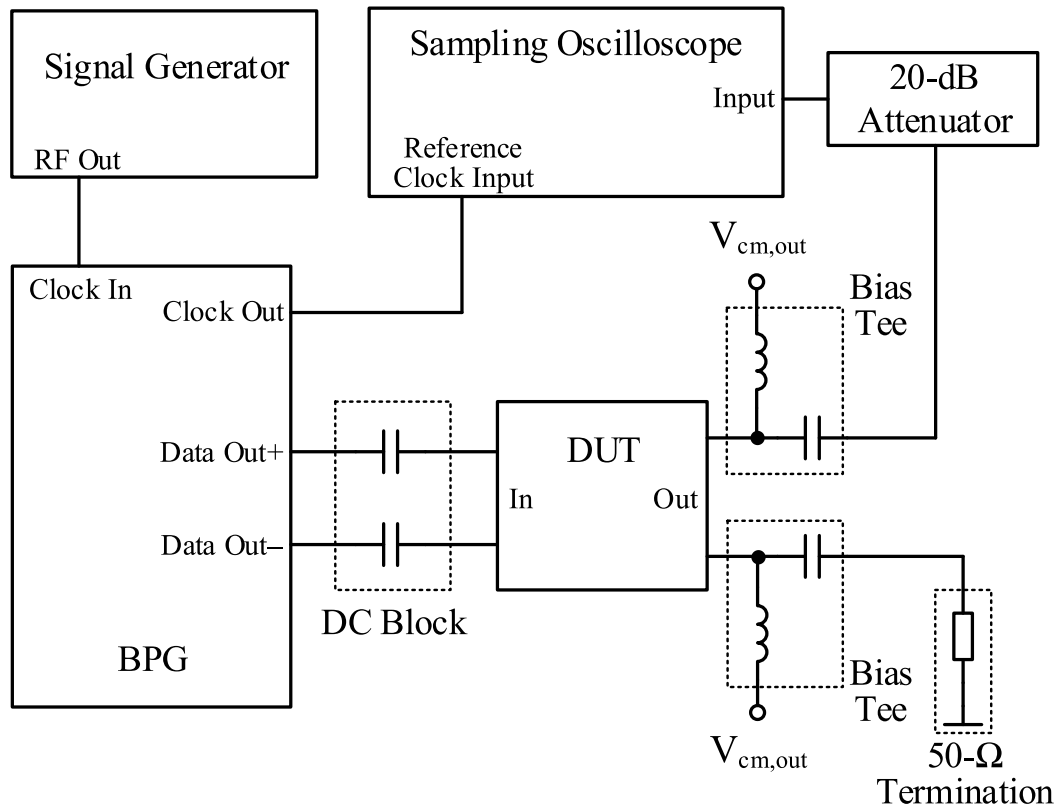 Signal Generator
RF Out
Sampling Oscilloscope
Input
Reference
Clock Input
20-dB
Attenuator
Clock In
Clock Out
Data Out+
Data Out–
BPG
DC Block
DUT
In
Out
Vcm,out
Bias
Tee
Bias
Tee
Vcm,out
50-Ω
Termination